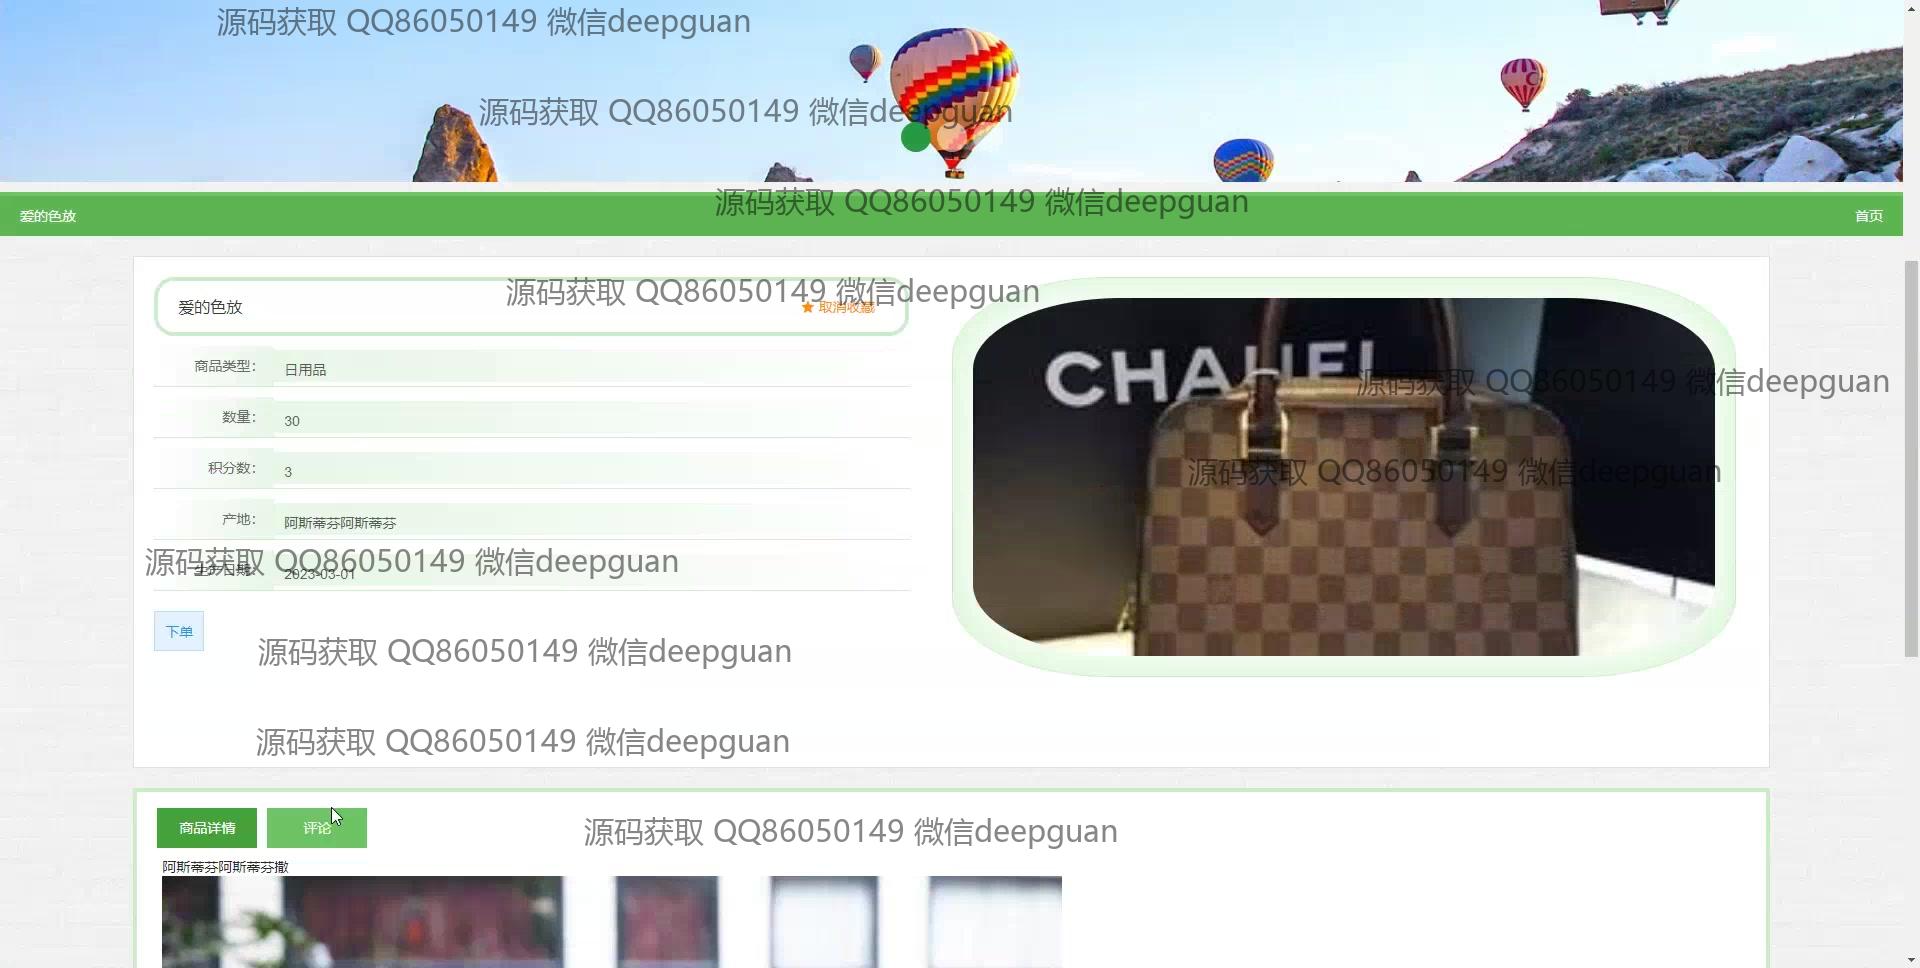 源码获取 QQ86050149 微信deepguan
源码获取 QQ86050149 微信deepguan
源码获取 QQ86050149 微信deepguan
爱的色放
首页
源码获取 QQ86050149 微信deepguan
爱的色放
取消收藏
CHANEL
商品类型:
日用品
源码获取 QQ86050149 微信deepguan
数量:
30
积分数:
3
源码获取 QQ86050149 微信deepguan
产地:
阿斯蒂芬阿斯蒂芬
源码获取 QQ86050149 微信deepguan
生产日期:
2023-03-01
下单
源码获取 QQ86050149 微信deepguan
源码获取 QQ86050149 微信deepguan
商品详情
评论
源码获取 QQ86050149 微信deepguan
阿斯蒂芬阿斯蒂芬撒